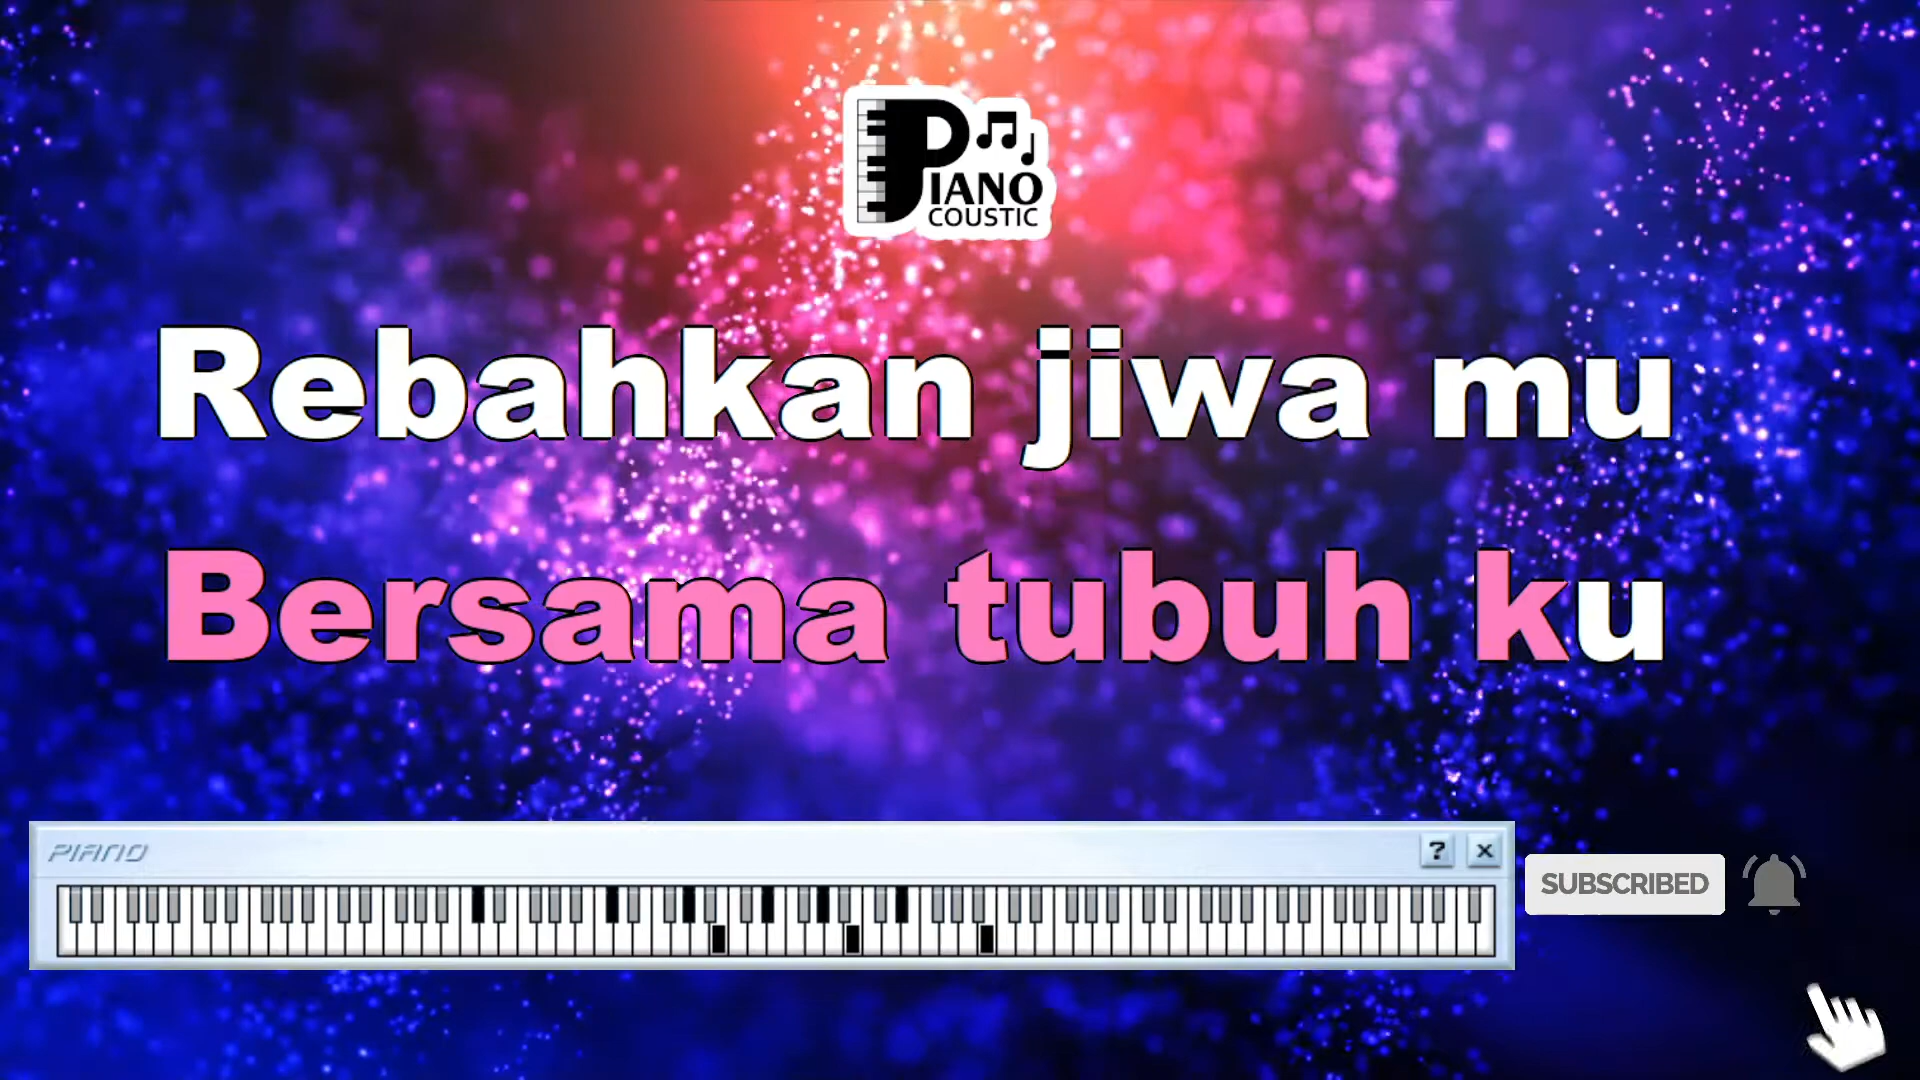 PIANO
COUSTIC
Rebahkan jiwa mu
Bersama tubuh ku
PIANO
? ×
SUBSCRIBED